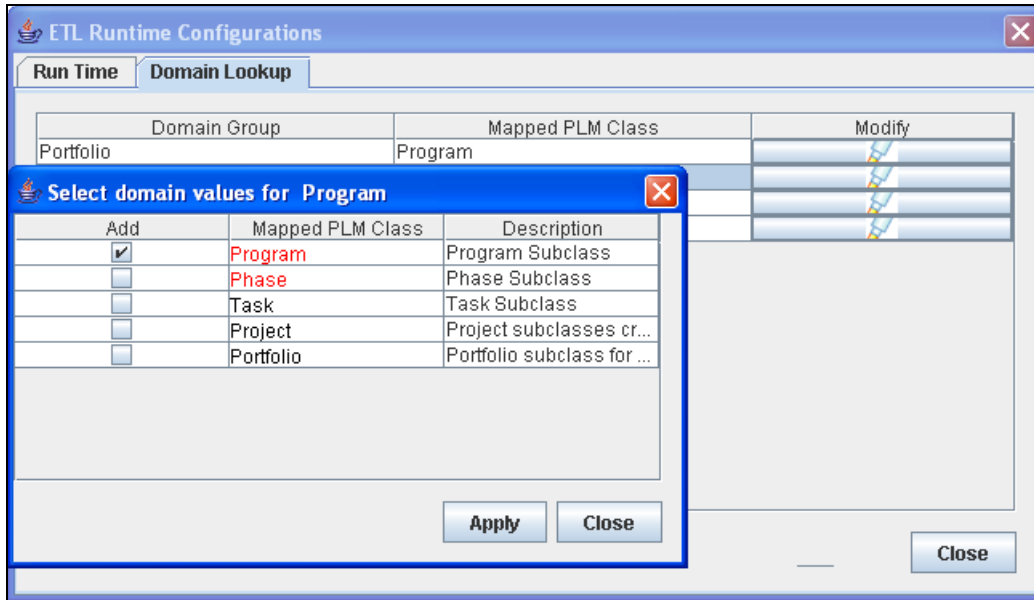 ETL Runtime Configurations
Run Time Domain Lookup
Domain Group Mapped PLM Class Modify
Portfolio Program
Select domain values for Program
Add Mapped PLM Class Description
Program Program Subclass
Phase Phase Subclass
Task Task Subclass
Project Project subclasses cr...
Portfolio Portfolio subclass for ...
Apply Close
Close